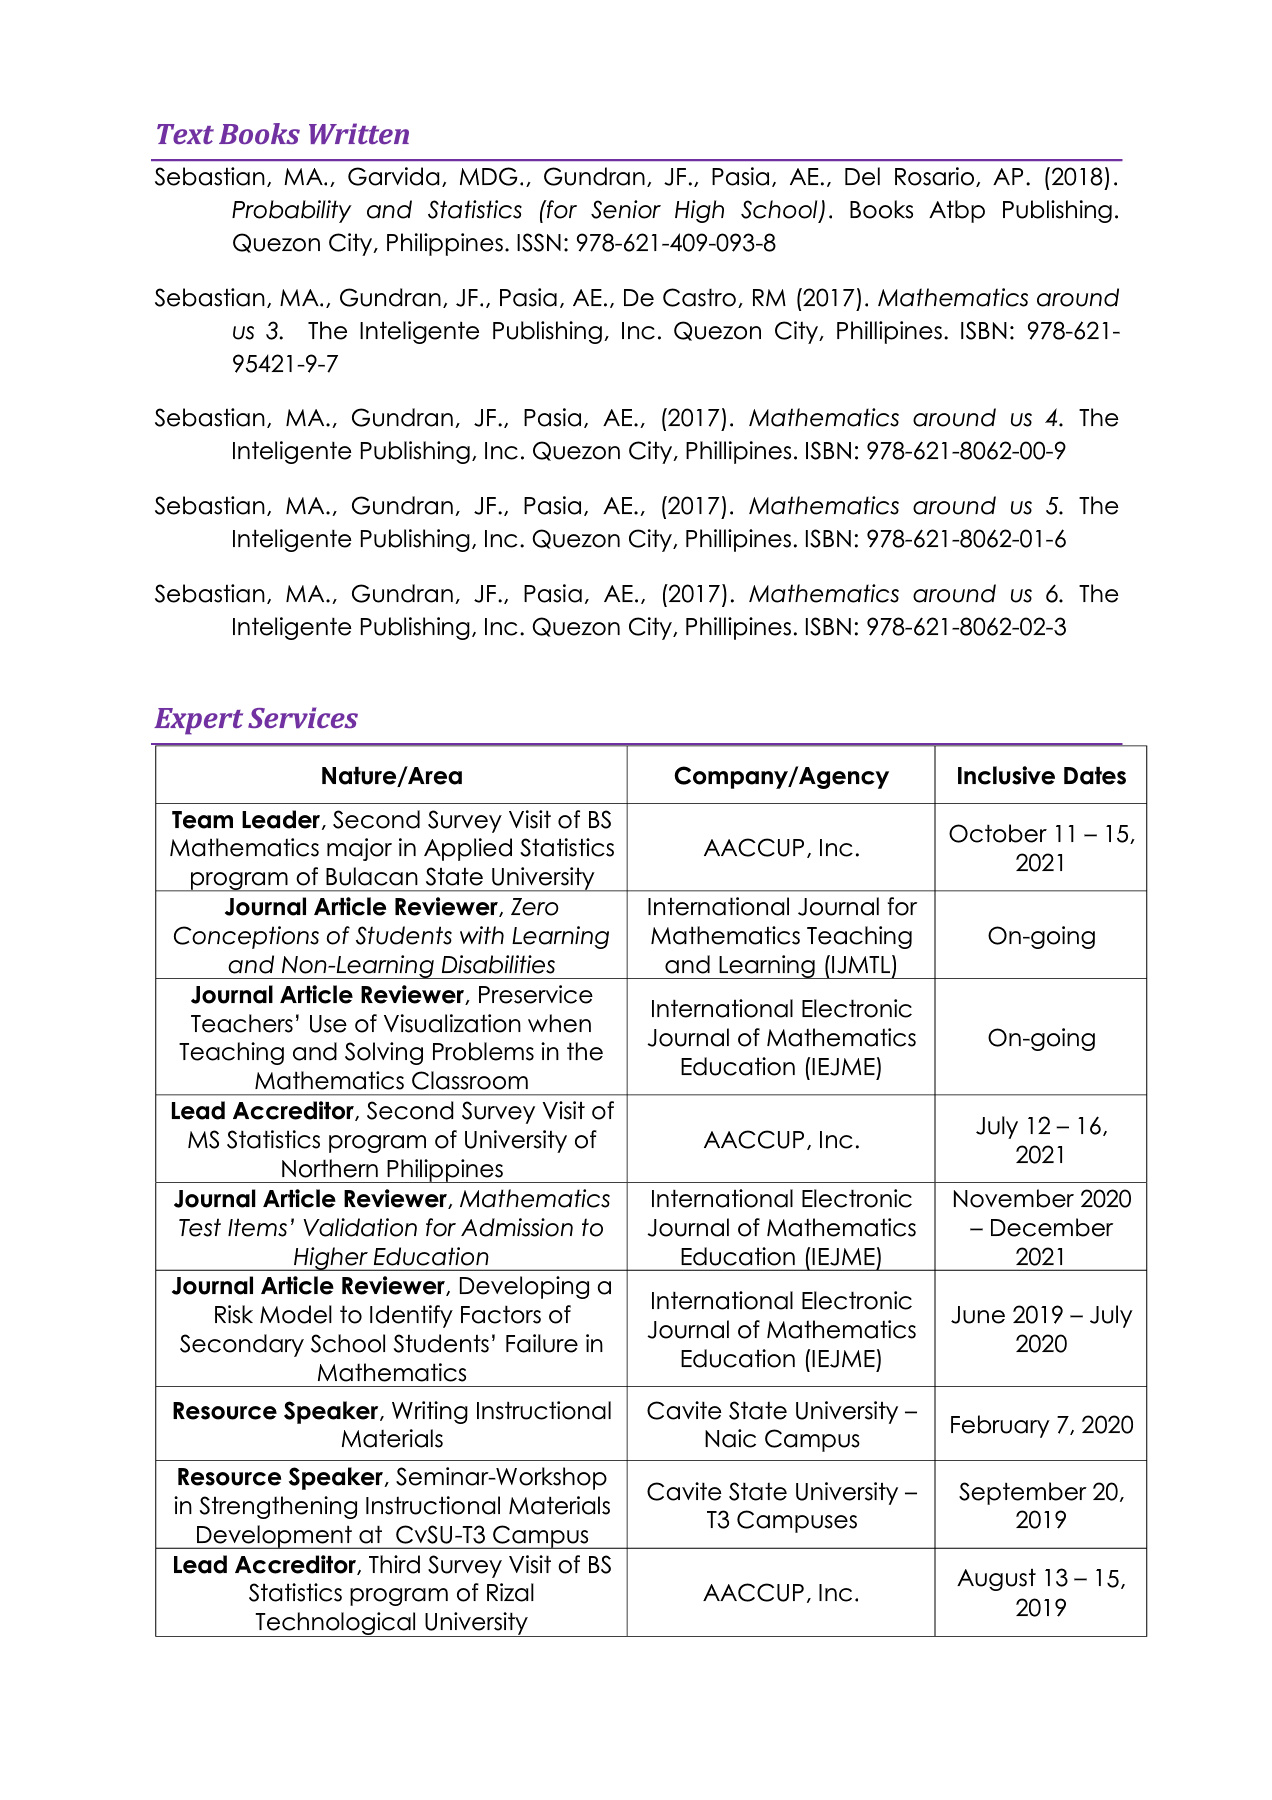 Text Books Written
Sebastian, MA., Garvida, MDG., Gundran, JF., Pasia, AE., Del Rosario, AP. (2018).
Probability and Statistics (for Senior High School). Books Atbp Publishing.
Quezon City, Philippines. ISSN: 978-621-409-093-8
Sebastian, MA., Gundran, JF., Pasia, AE., De Castro, RM (2017). Mathematics around
us 3. The Inteligente Publishing, Inc. Quezon City, Phillipines. ISBN: 978-621-
95421-9-7
Sebastian, MA., Gundran, JF., Pasia, AE., (2017). Mathematics around us 4. The
Inteligente Publishing, Inc. Quezon City, Phillipines. ISBN: 978-621-8062-00-9
Sebastian, MA., Gundran, JF., Pasia, AE., (2017). Mathematics around us 5. The
Inteligente Publishing, Inc. Quezon City, Phillipines. ISBN: 978-621-8062-01-6
Sebastian, MA., Gundran, JF., Pasia, AE., (2017). Mathematics around us 6. The
Inteligente Publishing, Inc. Quezon City, Phillipines. ISBN: 978-621-8062-02-3
Expert Services
Nature/Area
Company/Agency
Inclusive Dates
Team Leader, Second Survey Visit of BS
Mathematics major in Applied Statistics
program of Bulacan State University
AACCUP, Inc.
October 11 – 15,
2021
Journal Article Reviewer, Zero
Conceptions of Students with Learning
and Non-Learning Disabilities
International Journal for
Mathematics Teaching
and Learning (IJMTL)
On-going
Journal Article Reviewer, Preservice
Teachers’ Use of Visualization when
Teaching and Solving Problems in the
Mathematics Classroom
International Electronic
Journal of Mathematics
Education (IEJME)
On-going
Lead Accreditor, Second Survey Visit of
MS Statistics program of University of
Northern Philippines
AACCUP, Inc.
July 12 – 16,
2021
Journal Article Reviewer, Mathematics
Test Items’ Validation for Admission to
Higher Education
International Electronic
Journal of Mathematics
Education (IEJME)
November 2020
– December
2021
Journal Article Reviewer, Developing a
Risk Model to Identify Factors of
Secondary School Students’ Failure in
Mathematics
International Electronic
Journal of Mathematics
Education (IEJME)
June 2019 – July
2020
Resource Speaker, Writing Instructional
Materials
Cavite State University –
Naic Campus
February 7, 2020
Resource Speaker, Seminar-Workshop
in Strengthening Instructional Materials
Development at CvSU-T3 Campus
Cavite State University –
T3 Campuses
September 20,
2019
Lead Accreditor, Third Survey Visit of BS
Statistics program of Rizal
Technological University
AACCUP, Inc.
August 13 – 15,
2019